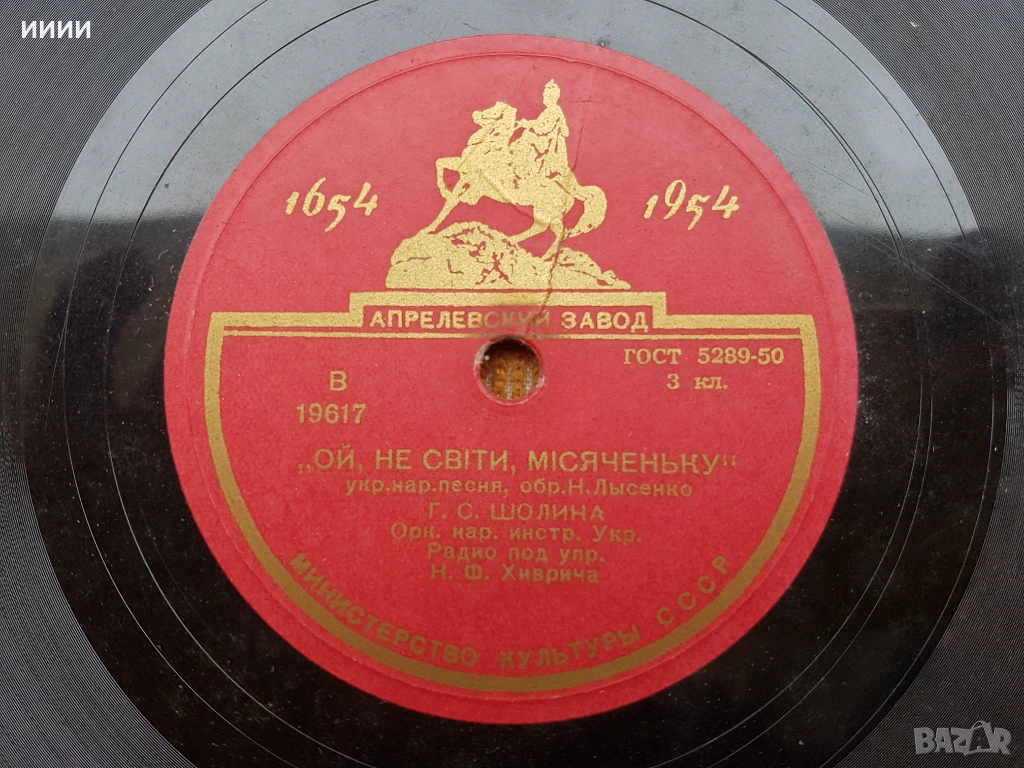 ииии
1654 1954
АПРЕЛЕВСКИЙ ЗАВОД
ГОСТ 5289-50
3 кл.
В
19617
„ОЙ, НЕ СВІТИ, МІСЯЧЕНЬКУ“
укр.нар.песня, обр.Н.Лысенко
Г. С. ШОЛИНА
Орк. нар. инстр. Укр.
Радио под упр.
Н. Ф. Хиврича
МИНИСТЕРСТВО КУЛЬТУРЫ СССР
BAZAR